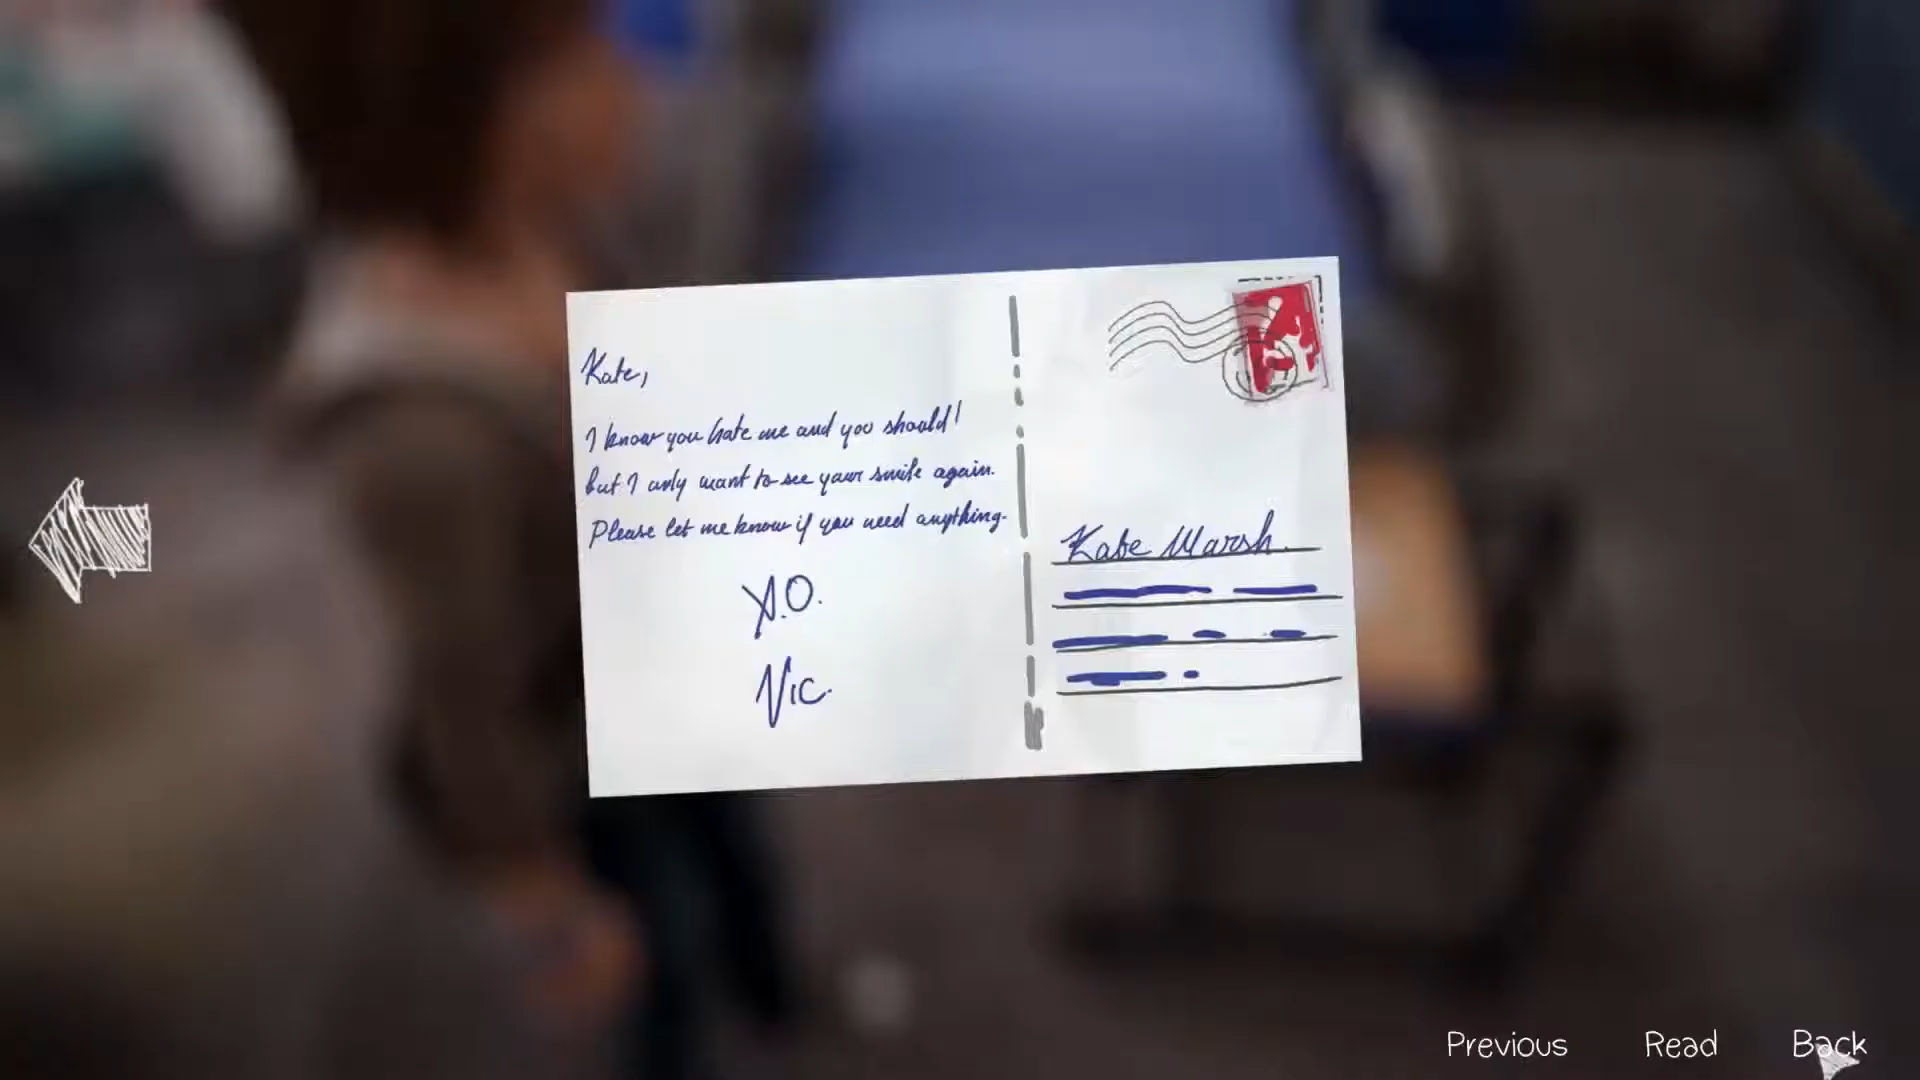 Kate,
I know you hate me and you should!
but I only want to see your smile again.
Please let me know if you need anything.
X.O.
Vic.
Kate Marsh.
Previous
Read
Back